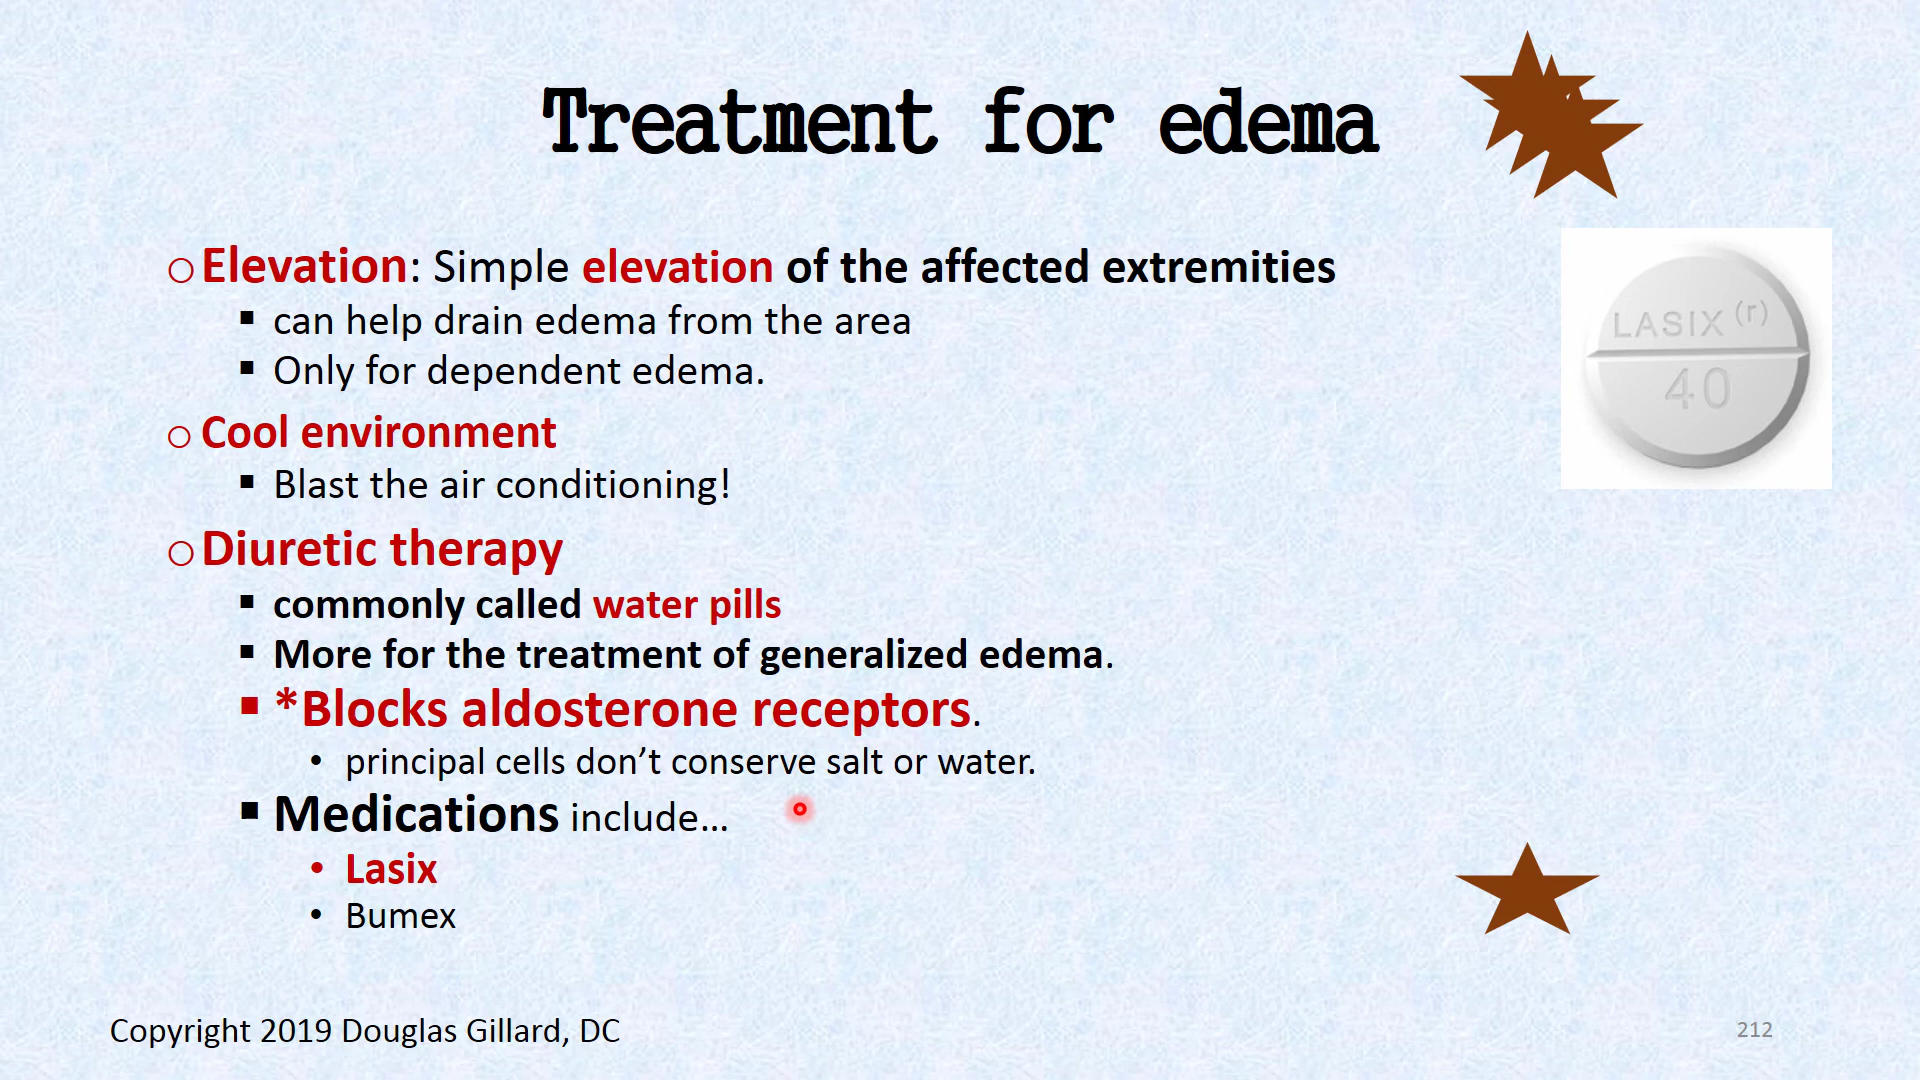 Treatment for edema
Elevation: Simple elevation of the affected extremities
can help drain edema from the area
Only for dependent edema.
LASIX (r)
40
Cool environment
Blast the air conditioning!
Diuretic therapy
commonly called water pills
More for the treatment of generalized edema.
*Blocks aldosterone receptors.
principal cells don’t conserve salt or water.
Medications include…
Lasix
Bumex
Copyright 2019 Douglas Gillard, DC
212